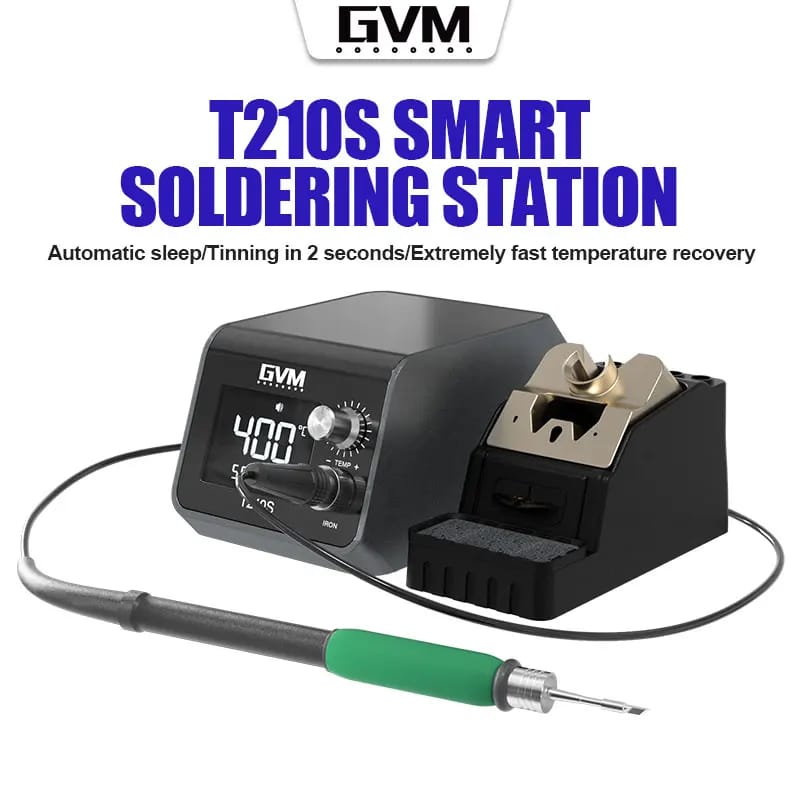 GVM
T210S SMART
SOLDERING STATION
Automatic sleep/Tinning in 2 seconds/Extremely fast temperature recovery
GVM
400°C
- TEMP +
T210S
IRON